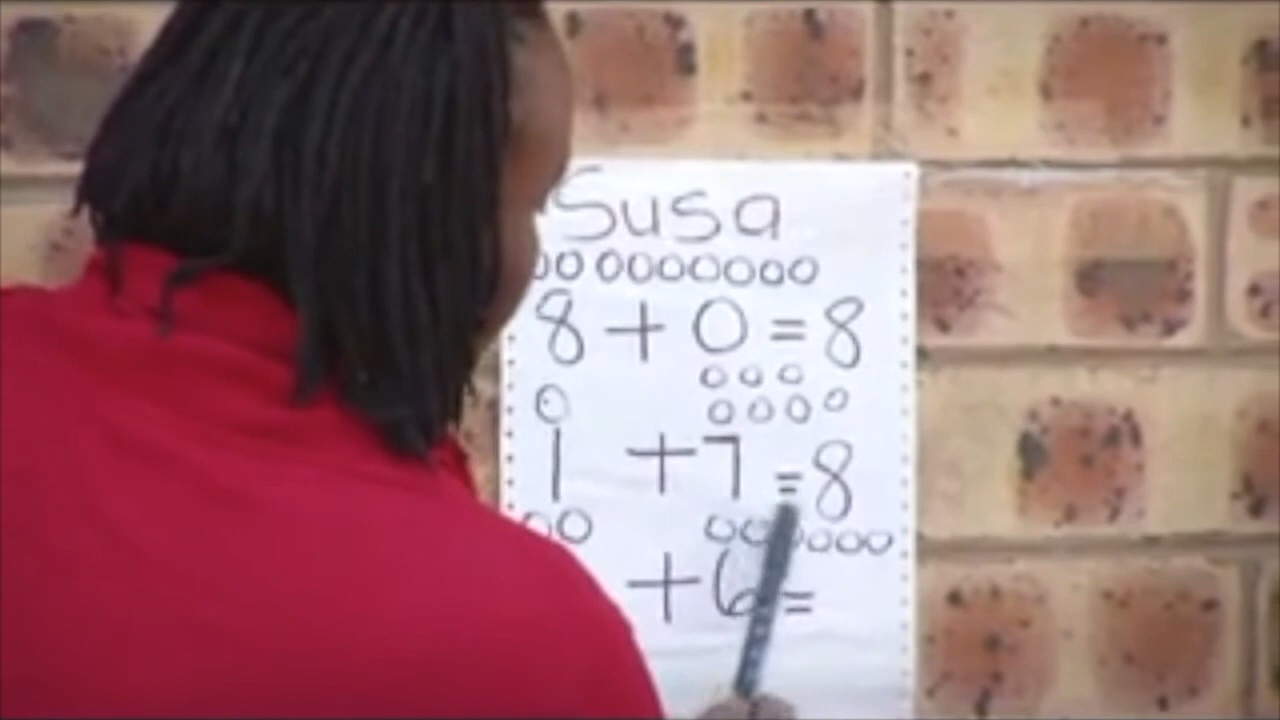 Susa
8 + 0 = 8
1 + 7 = 8
+ 6 =